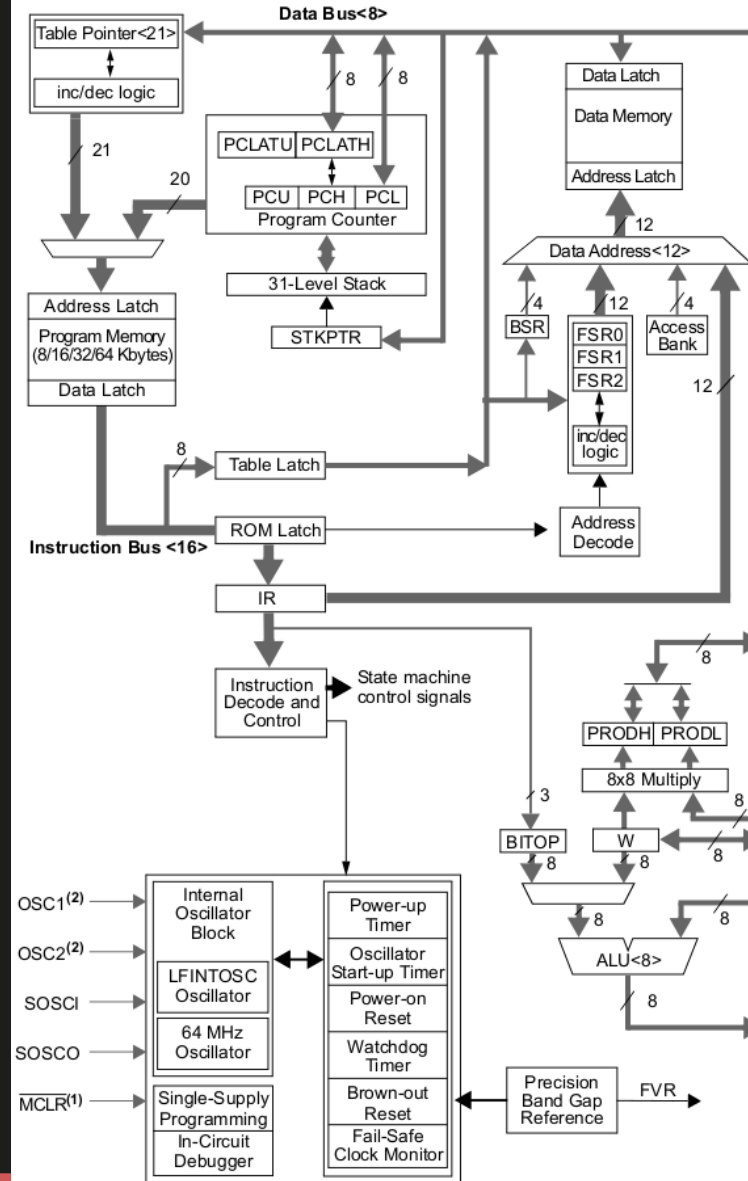 Data Bus<8>
Table Pointer<21>
inc/dec logic
21
20
8
8
PCLATU
PCLATH
PCU
PCH
PCL
Program Counter
31-Level Stack
STKPTR
Data Latch
Data Memory
Address Latch
12
Data Address<12>
4
12
4
BSR
FSR0
FSR1
FSR2
inc/dec
logic
Access
Bank
12
Address
Decode
Address Latch
Program Memory
(8/16/32/64 Kbytes)
Data Latch
8
Table Latch
ROM Latch
Instruction Bus <16>
IR
Instruction
Decode and
Control
State machine
control signals
8
PRODH
PRODL
8x8 Multiply
8
3
BITOP
W
8
8
8
8
8
ALU<8>
8
OSC1(2)
OSC2(2)
SOSCI
SOSCO
MCLR(1)
Internal
Oscillator
Block
LFINTOSC
Oscillator
64 MHz
Oscillator
Single-Supply
Programming
In-Circuit
Debugger
Power-up
Timer
Oscillator
Start-up Timer
Power-on
Reset
Watchdog
Timer
Brown-out
Reset
Fail-Safe
Clock Monitor
Precision
Band Gap
Reference
FVR